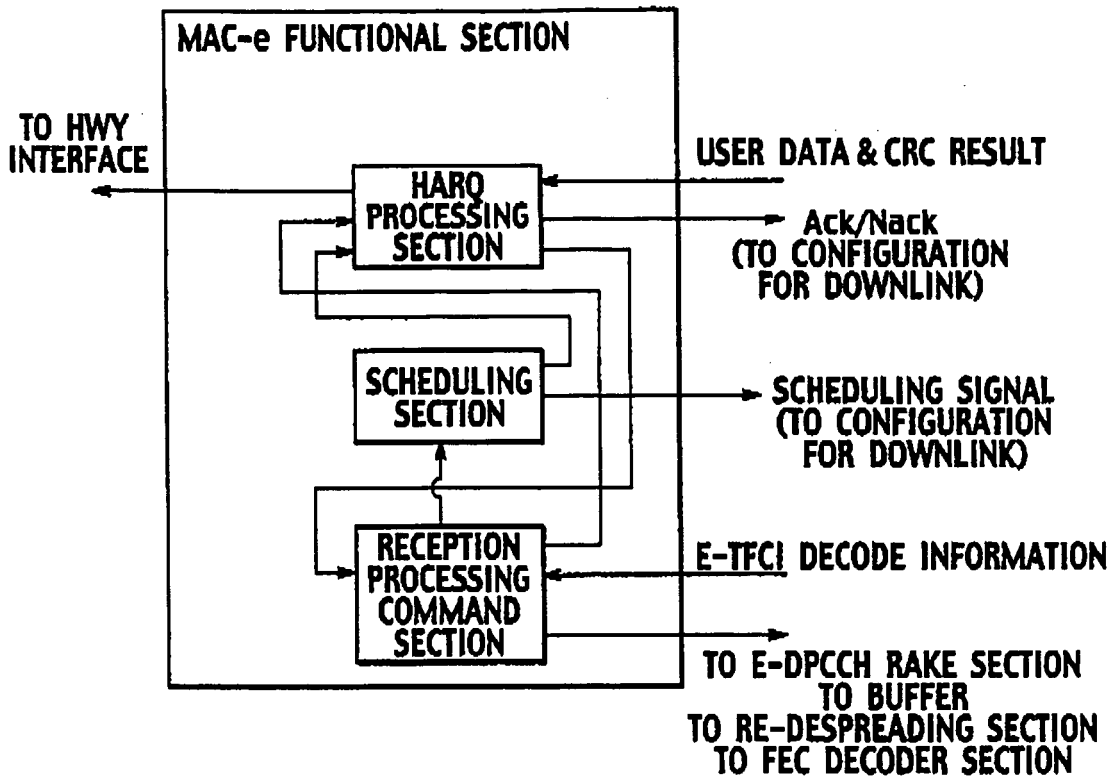 MAC-e FUNCTIONAL SECTION
TO HWY
INTERFACE
USER DATA & CRC RESULT
HARQ
PROCESSING
SECTION
Ack/Nack
(TO CONFIGURATION
FOR DOWNLINK)
SCHEDULING
SECTION
SCHEDULING SIGNAL
(TO CONFIGURATION
FOR DOWNLINK)
RECEPTION
PROCESSING
COMMAND
SECTION
E-TFCI DECODE INFORMATION
TO E-DPCCH RAKE SECTION
TO BUFFER
TO RE-DESPREADING SECTION
TO FEC DECODER SECTION